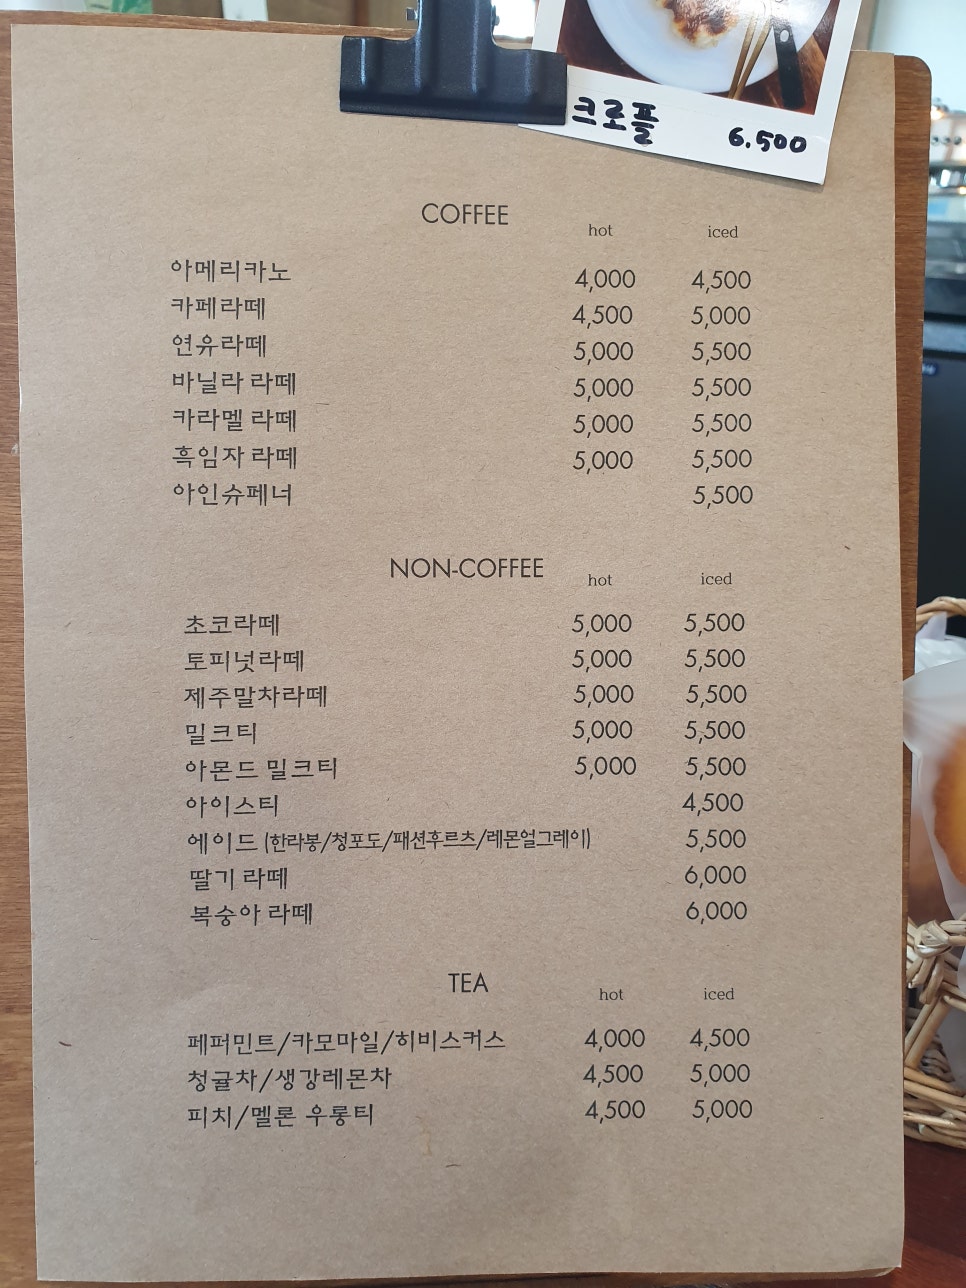 크로플 6.500
COFFEE hot iced
아메리카노 4,000 4,500
카페라떼 4,500 5,000
연유라떼 5,000 5,500
바닐라 라떼 5,000 5,500
카라멜 라떼 5,000 5,500
흑임자 라떼 5,000 5,500
아인슈페너 5,500
NON-COFFEE hot iced
초코라떼 5,000 5,500
토피넛라떼 5,000 5,500
제주말차라떼 5,000 5,500
밀크티 5,000 5,500
아몬드 밀크티 5,000 5,500
아이스티 4,500
에이드 (한라봉/청포도/패션후르츠/레몬얼그레이) 5,500
딸기 라떼 6,000
복숭아 라떼 6,000
TEA hot iced
페퍼민트/카모마일/히비스커스 4,000 4,500
청귤차/생강레몬차 4,500 5,000
피치/멜론 우롱티 4,500 5,000